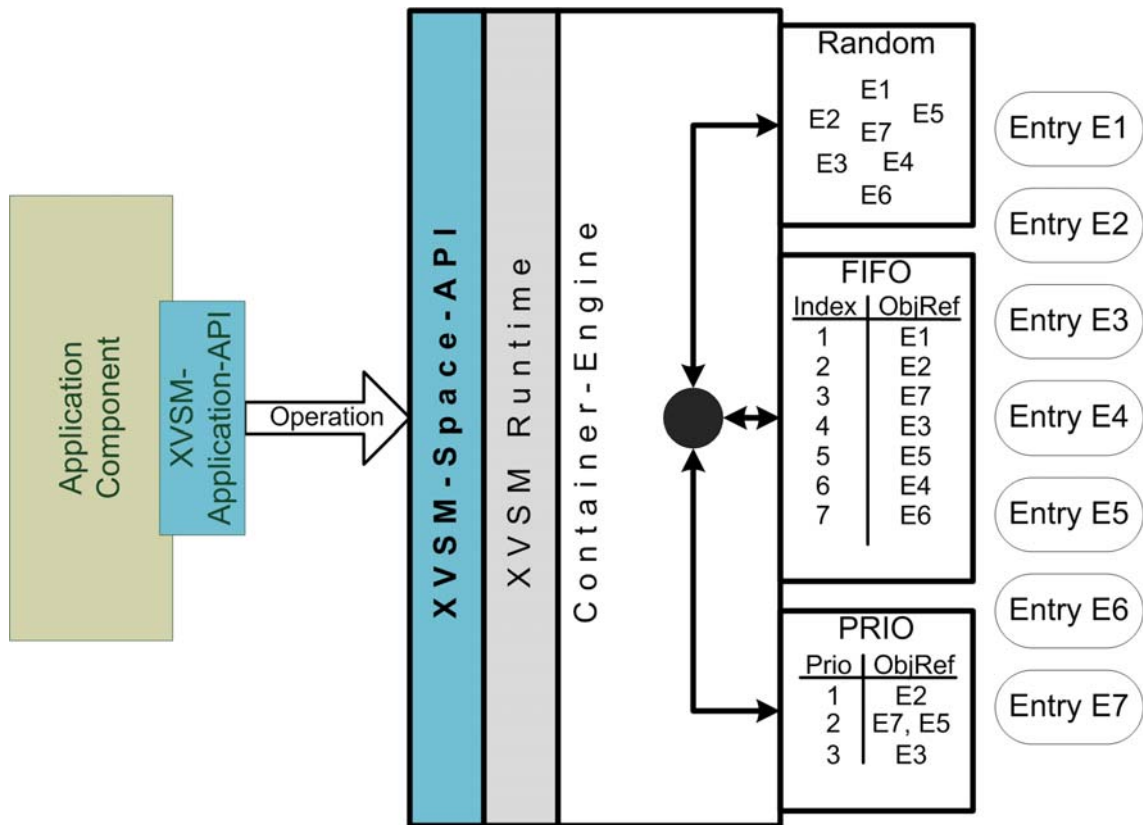 Application
Component
XVSM-
Application-API
Operation
XVSM-Space-API
XVSM Runtime
Container-Engine
Random
E1
E2
E5
E7
E3
E4
E6
FIFO
Index ObjRef
1 E1
2 E2
3 E7
4 E3
5 E5
6 E4
7 E6
PRIO
Prio ObjRef
1 E2
2 E7, E5
3 E3
Entry E1
Entry E2
Entry E3
Entry E4
Entry E5
Entry E6
Entry E7